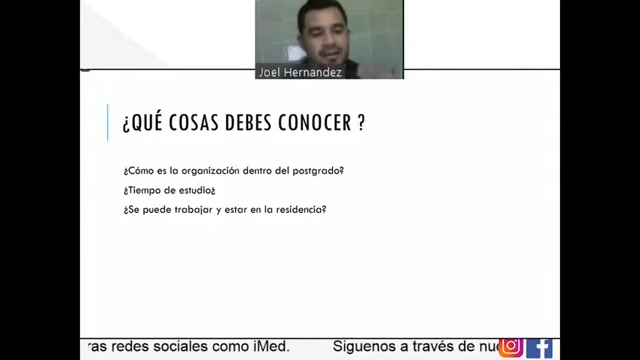 Joel Hernandez
¿QUÉ COSAS DEBES CONOCER ?
¿Cómo es la organización dentro del postgrado?
¿Tiempo de estudio¿
¿Se puede trabajar y estar en la residencia?
ras redes sociales como iMed. Siguenos a través de nue